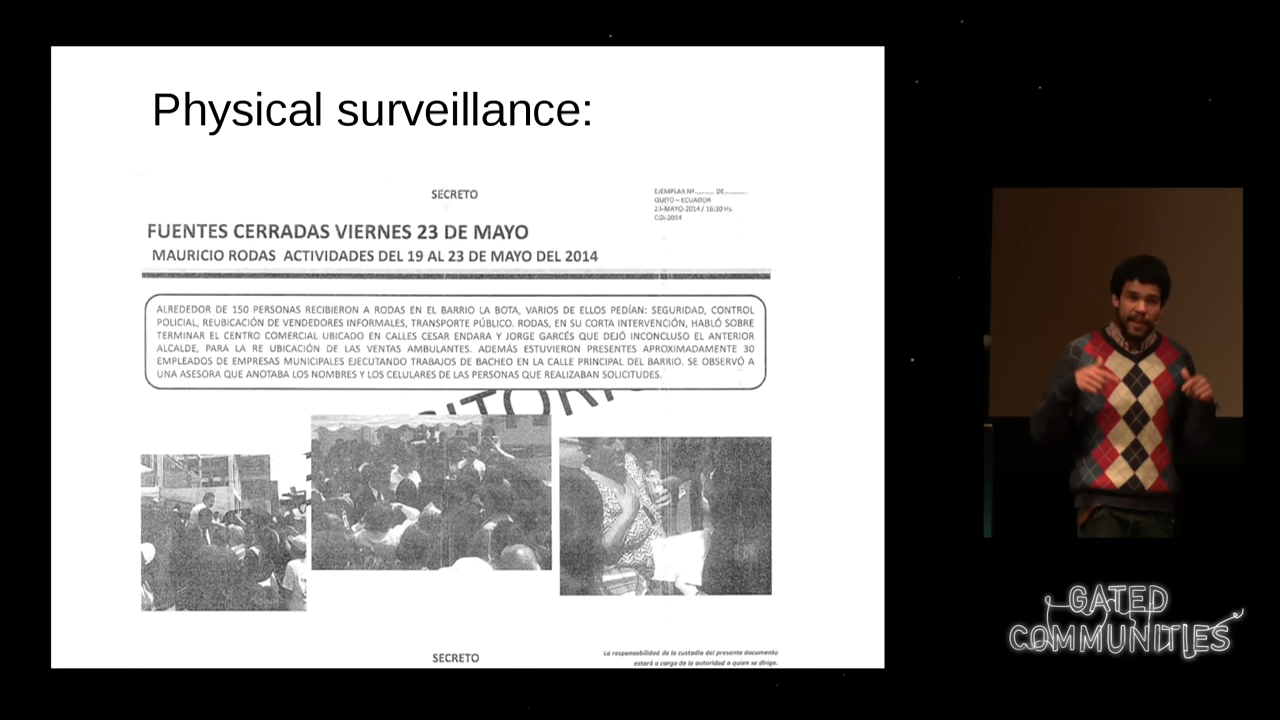 Physical surveillance:
SECRETO
EJEMPLAR Nº......... DE...........
QUITO – ECUADOR
23-MAYO-2014 / 16:30 Hs.
CGI-2014
FUENTES CERRADAS VIERNES 23 DE MAYO
MAURICIO RODAS ACTIVIDADES DEL 19 AL 23 DE MAYO DEL 2014
ALREDEDOR DE 150 PERSONAS RECIBIERON A RODAS EN EL BARRIO LA BOTA, VARIOS DE ELLOS PEDÍAN: SEGURIDAD, CONTROL
POLICIAL, REUBICACIÓN DE VENDEDORES INFORMALES, TRANSPORTE PÚBLICO. RODAS, EN SU CORTA INTERVENCIÓN, HABLÓ SOBRE
TERMINAR EL CENTRO COMERCIAL UBICADO EN CALLES CESAR ENDARA Y JORGE GARCÉS QUE DEJÓ INCONCLUSO EL ANTERIOR
ALCALDE, PARA LA RE UBICACIÓN DE LAS VENTAS AMBULANTES. ADEMÁS ESTUVIERON PRESENTES APROXIMADAMENTE 30
EMPLEADOS DE EMPRESAS MUNICIPALES EJECUTANDO TRABAJOS DE BACHEO EN LA CALLE PRINCIPAL DEL BARRIO. SE OBSERVÓ A
UNA ASESORA QUE ANOTABA LOS NOMBRES Y LOS CELULARES DE LAS PERSONAS QUE REALIZABAN SOLICITUDES.
SECRETO
La responsabilidad de la custodia del presente documento
estará a cargo de la autoridad a quien se dirige.
GATED
COMMUNITIES